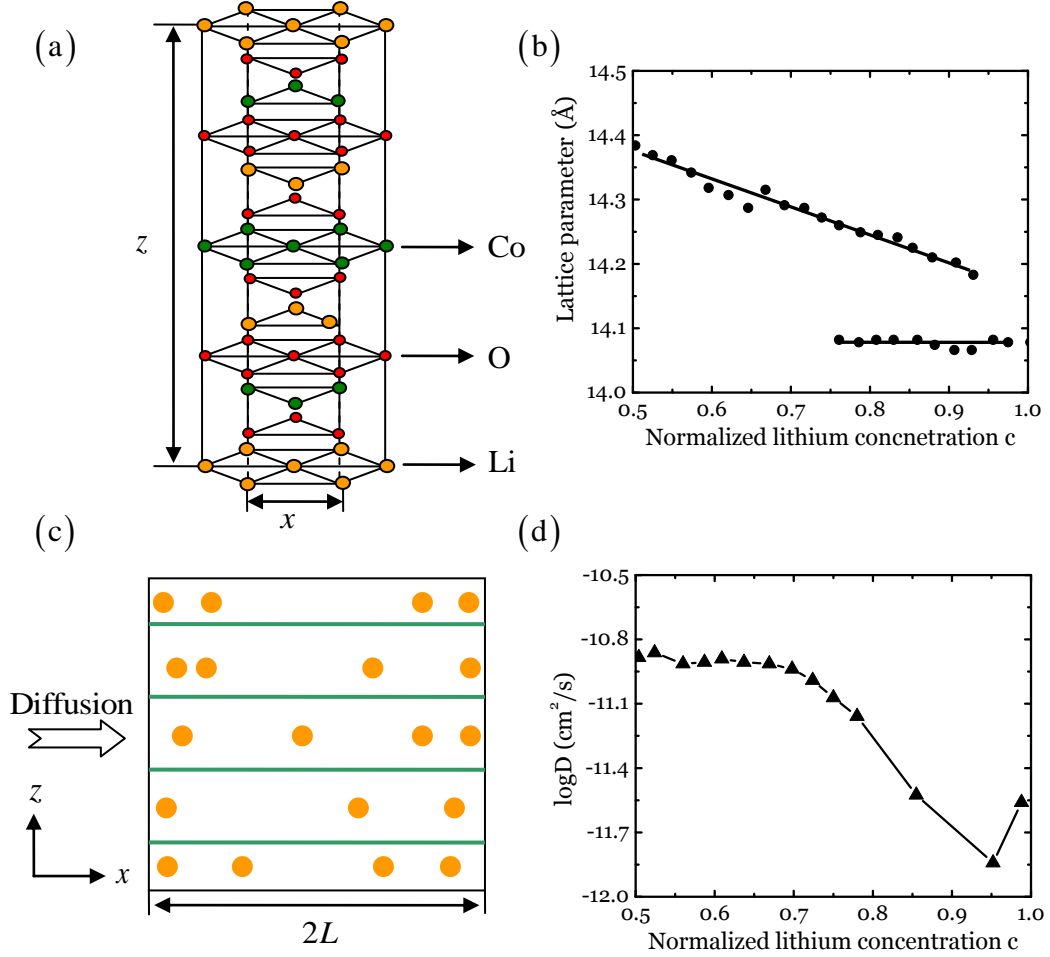 (a)
z
Co
O
Li
x
(b)
Lattice parameter (Å)
14.5
14.4
14.3
14.2
14.1
14.0
0.5 0.6 0.7 0.8 0.9 1.0
Normalized lithium concnetration c
(c)
Diffusion
z
x
2L
(d)
logD (cm²/s)
-10.5
-10.8
-11.1
-11.4
-11.7
-12.0
0.5 0.6 0.7 0.8 0.9 1.0
Normalized lithium concentration c